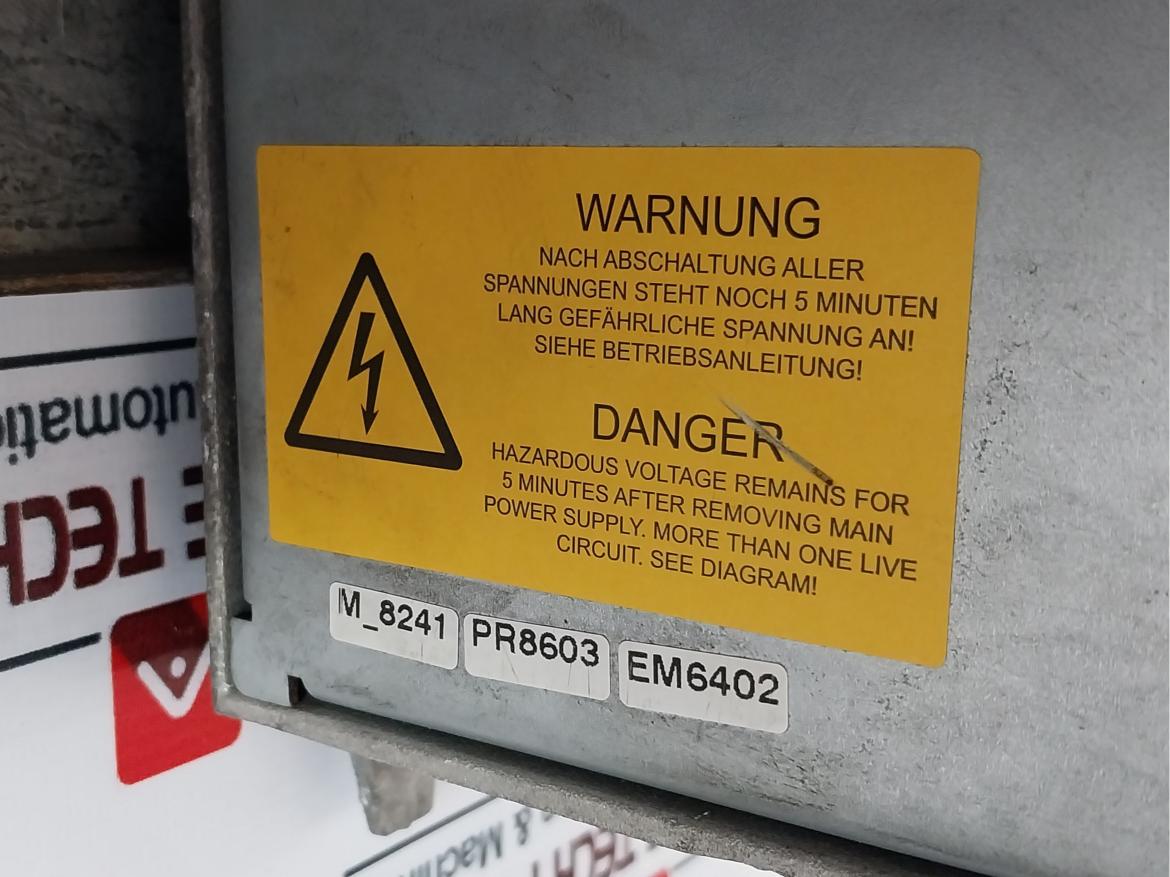 WARNUNG
NACH ABSCHALTUNG ALLER
SPANNUNGEN STEHT NOCH 5 MINUTEN
LANG GEFÄHRLICHE SPANNUNG AN!
SIEHE BETRIEBSANLEITUNG!
DANGER
HAZARDOUS VOLTAGE REMAINS FOR
5 MINUTES AFTER REMOVING MAIN
POWER SUPPLY. MORE THAN ONE LIVE
CIRCUIT. SEE DIAGRAM!
M_8241 PR8603 EM6402
TECH